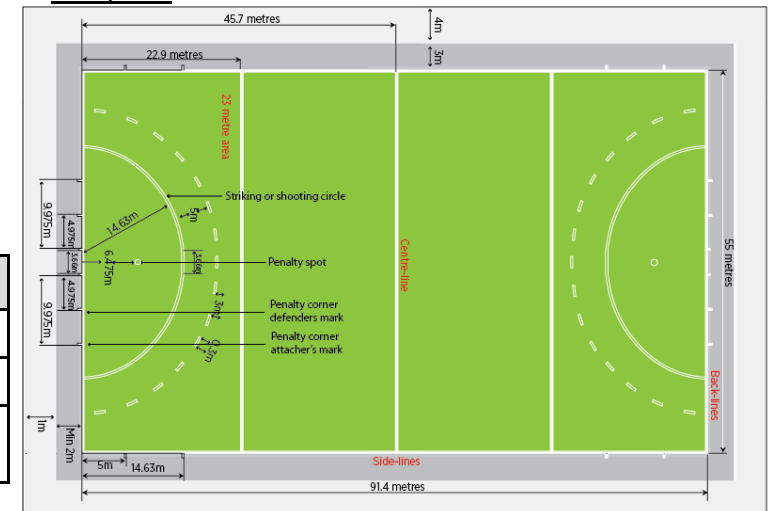 45.7 metres
4m
22.9 metres
3m
23 metre area
Striking or shooting circle
5m
14.63m
9.975m
4.975m
3.66m
6.475m
3.66m
Penalty spot
Centre-line
55 metres
4.975m
9.975m
3m
Penalty corner
defenders mark
Penalty corner
attacher's mark
0.3m
Back-lines
1m
Min 2m
5m
14.63m
Side-lines
91.4 metres